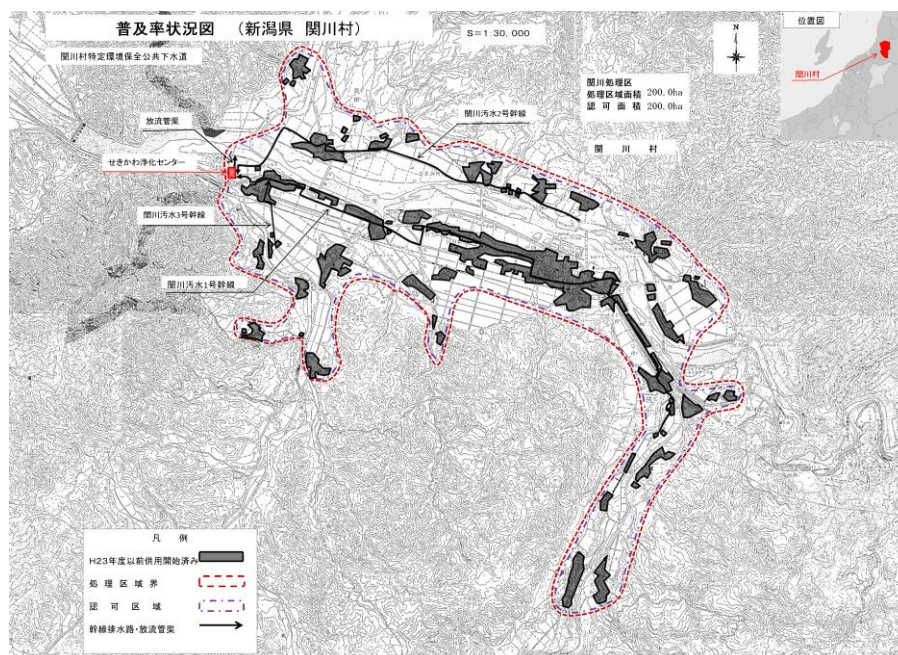 普及率状況図 （新潟県 関川村）
S＝1:30,000
N
位置図
関川村
関川村特定環境保全公共下水道
関川処理区
処理区域面積 200.0ha
認可面積 200.0ha
放流管渠
関川汚水2号幹線
関川村
せきかわ浄化センター
関川汚水3号幹線
関川汚水1号幹線
凡例
H23年度以前供用開始済み
処理区域界
認可区域
幹線排水路・放流管渠